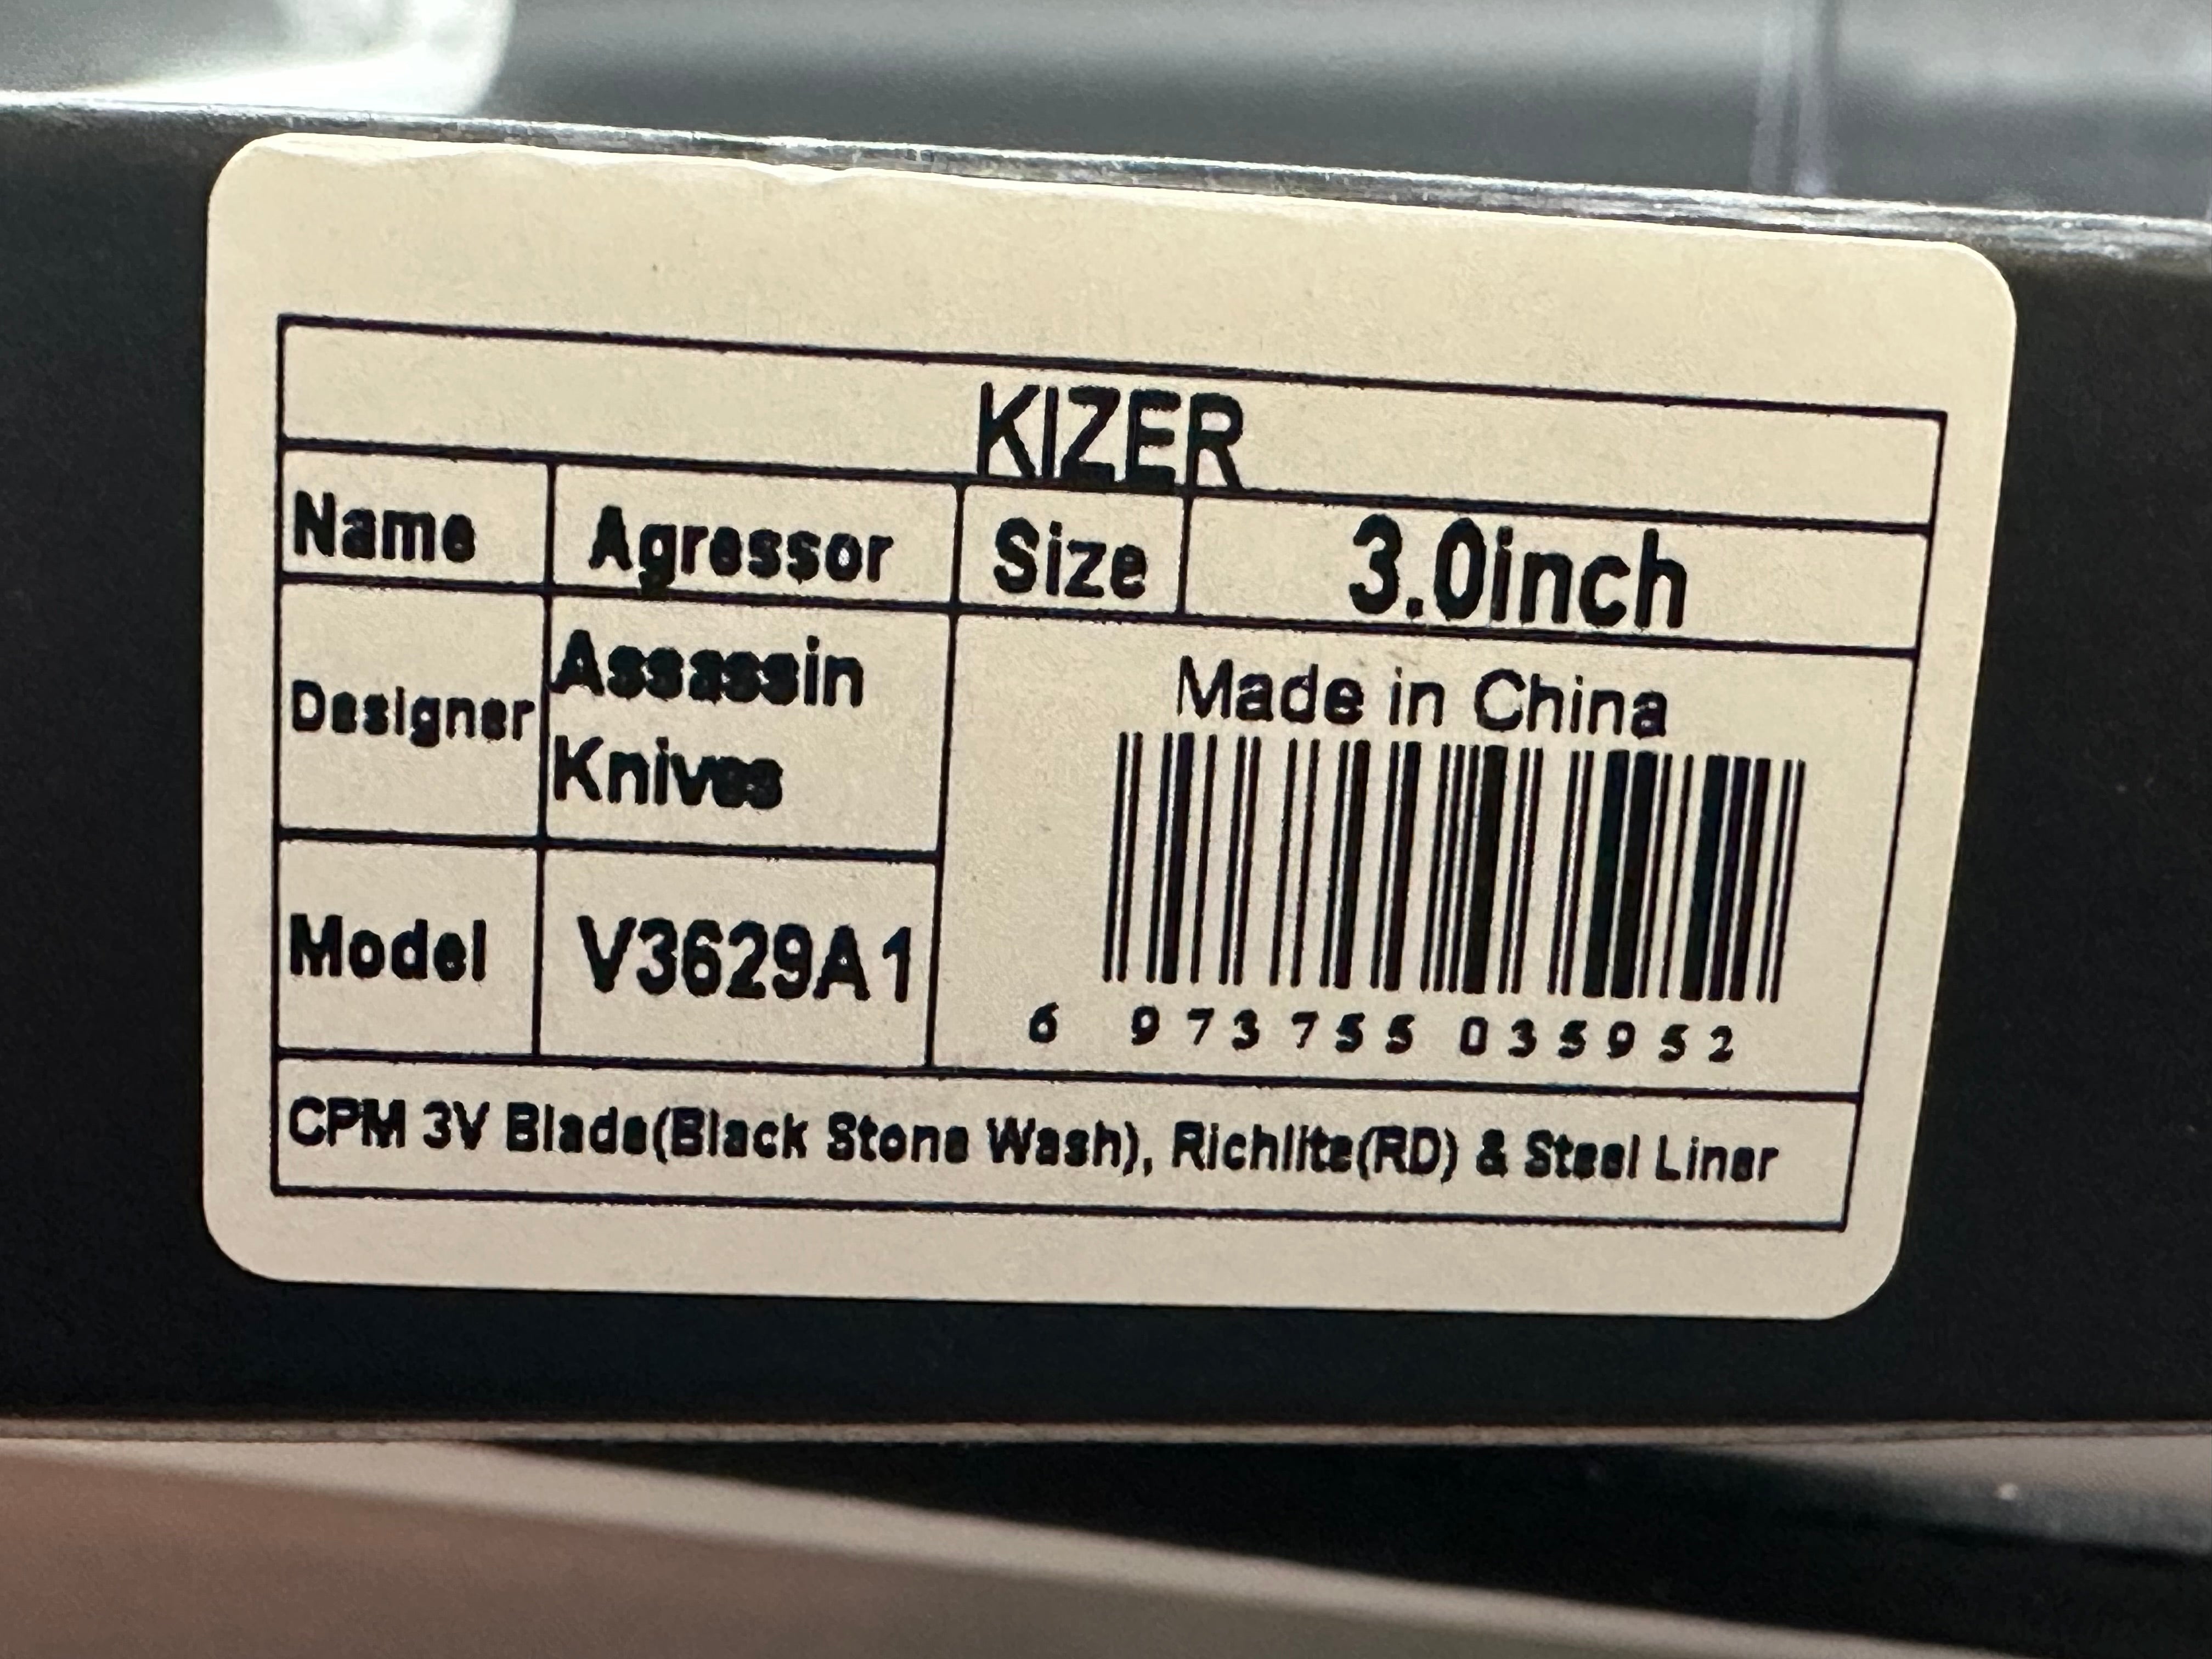 KIZER
Name Agressor Size 3.0inch
Designer Assassin
Knives
Made in China
Model V3629A1
6 973755 035952
CPM 3V Blade(Black Stone Wash), Richlite(RD) & Steel Liner